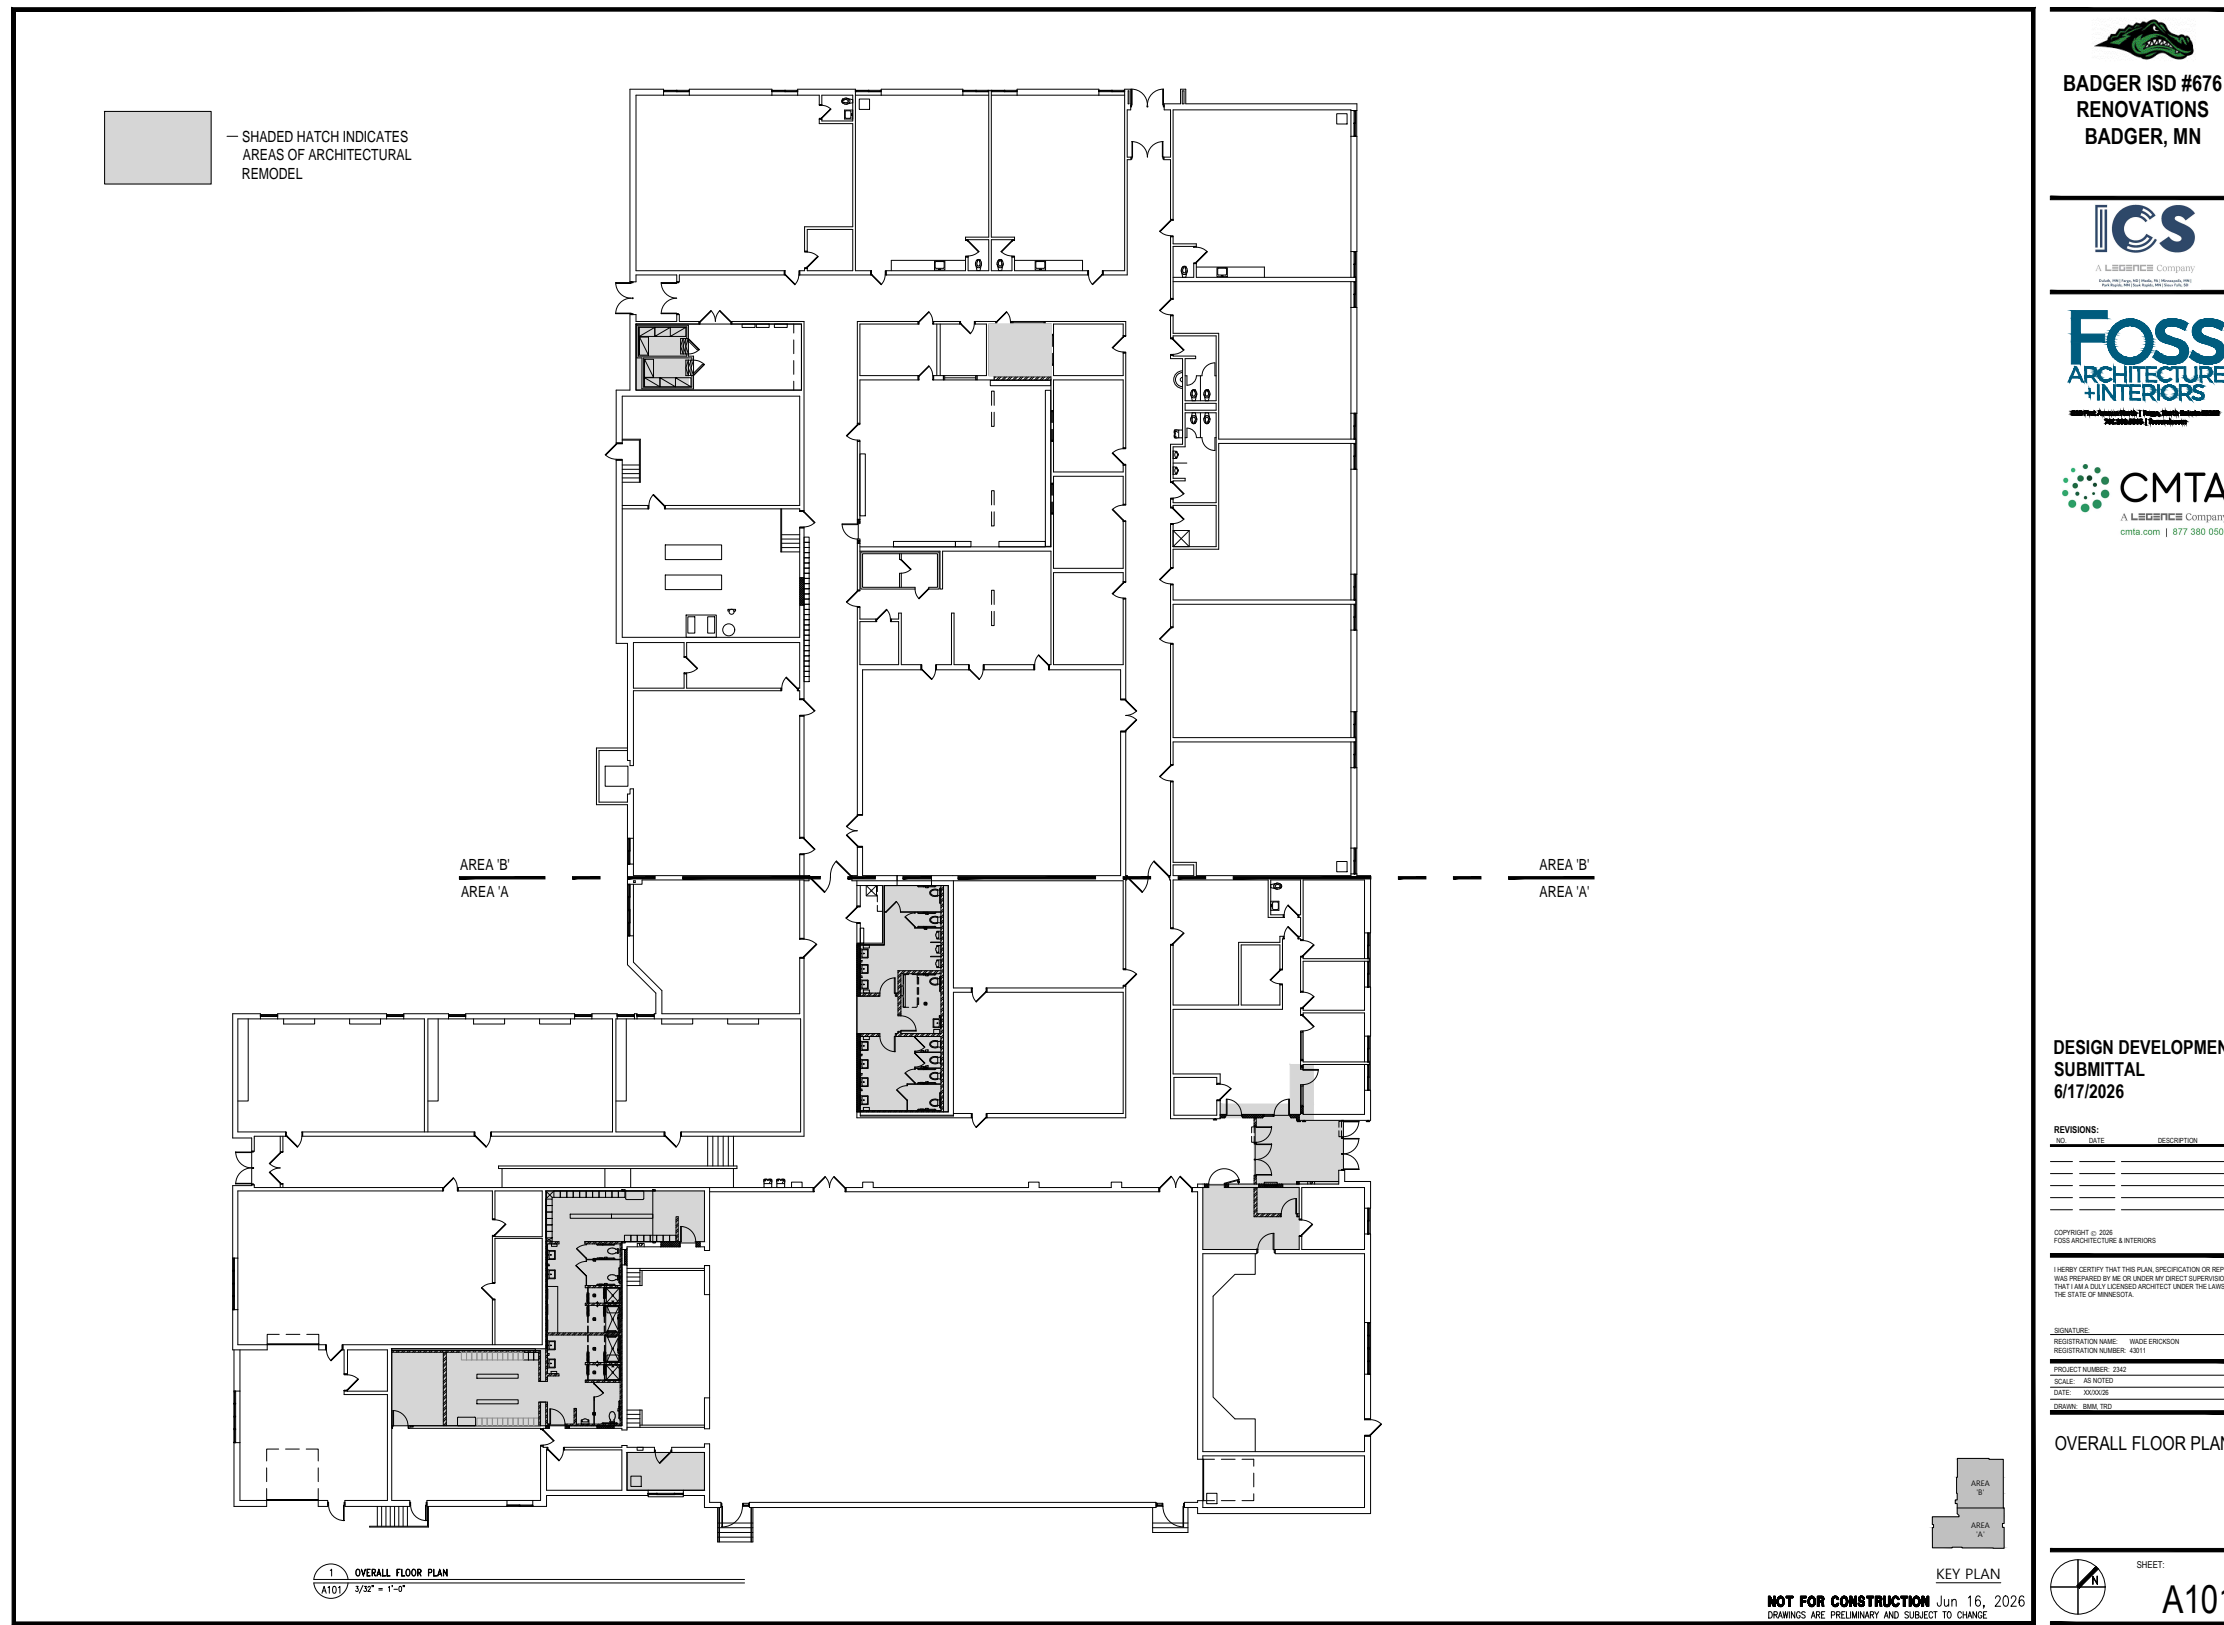 SHADED HATCH INDICATES
AREAS OF ARCHITECTURAL
REMODEL
AREA 'B'
AREA 'A
AREA 'B'
AREA 'A'
1
A101
OVERALL FLOOR PLAN
3/32" = 1'-0"
AREA
'B'
AREA
'A'
KEY PLAN
NOT FOR CONSTRUCTION Jun 16, 2026
DRAWINGS ARE PRELIMINARY AND SUBJECT TO CHANGE
BADGER ISD #676
RENOVATIONS
BADGER, MN
ICS
A LEGENCE Company
FOSS
ARCHITECTURE
+INTERIORS
CMTA
A LEGENCE Company
cmta.com | 877 380 050
DESIGN DEVELOPMEN
SUBMITTAL
6/17/2026
REVISIONS:
NO. DATE DESCRIPTION
COPYRIGHT © 2026
FOSS ARCHITECTURE & INTERIORS
I HERBY CERTIFY THAT THIS PLAN, SPECIFICATION OR REP
WAS PREPARED BY ME OR UNDER MY DIRECT SUPERVISIO
THAT I AM A DULY LICENSED ARCHITECT UNDER THE LAWS
THE STATE OF MINNESOTA.
SIGNATURE:
REGISTRATION NAME: WADE ERICKSON
REGISTRATION NUMBER: 43011
PROJECT NUMBER: 2342
SCALE: AS NOTED
DATE: XX/XX/26
DRAWN: BMM, TRD
OVERALL FLOOR PLAN
N
SHEET:
A101